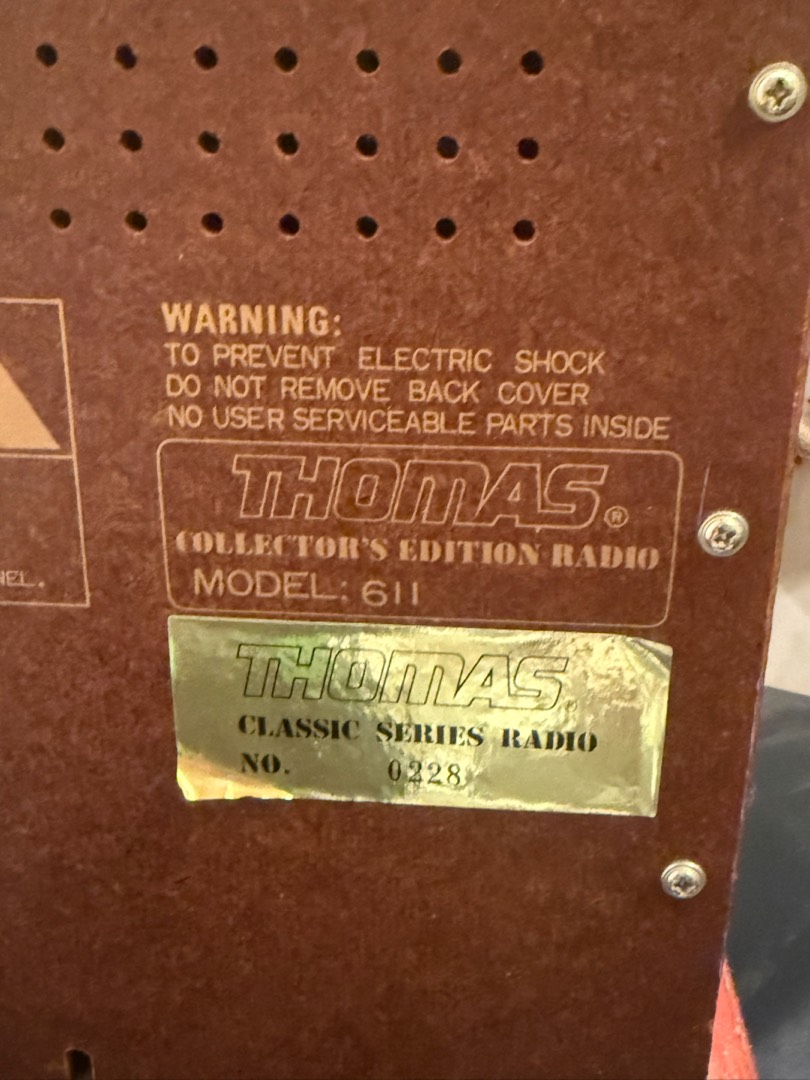 WARNING:
TO PREVENT ELECTRIC SHOCK
DO NOT REMOVE BACK COVER
NO USER SERVICEABLE PARTS INSIDE
THOMAS®
COLLECTOR'S EDITION RADIO
MODEL: 611
THOMAS®
CLASSIC SERIES RADIO
NO. 0228